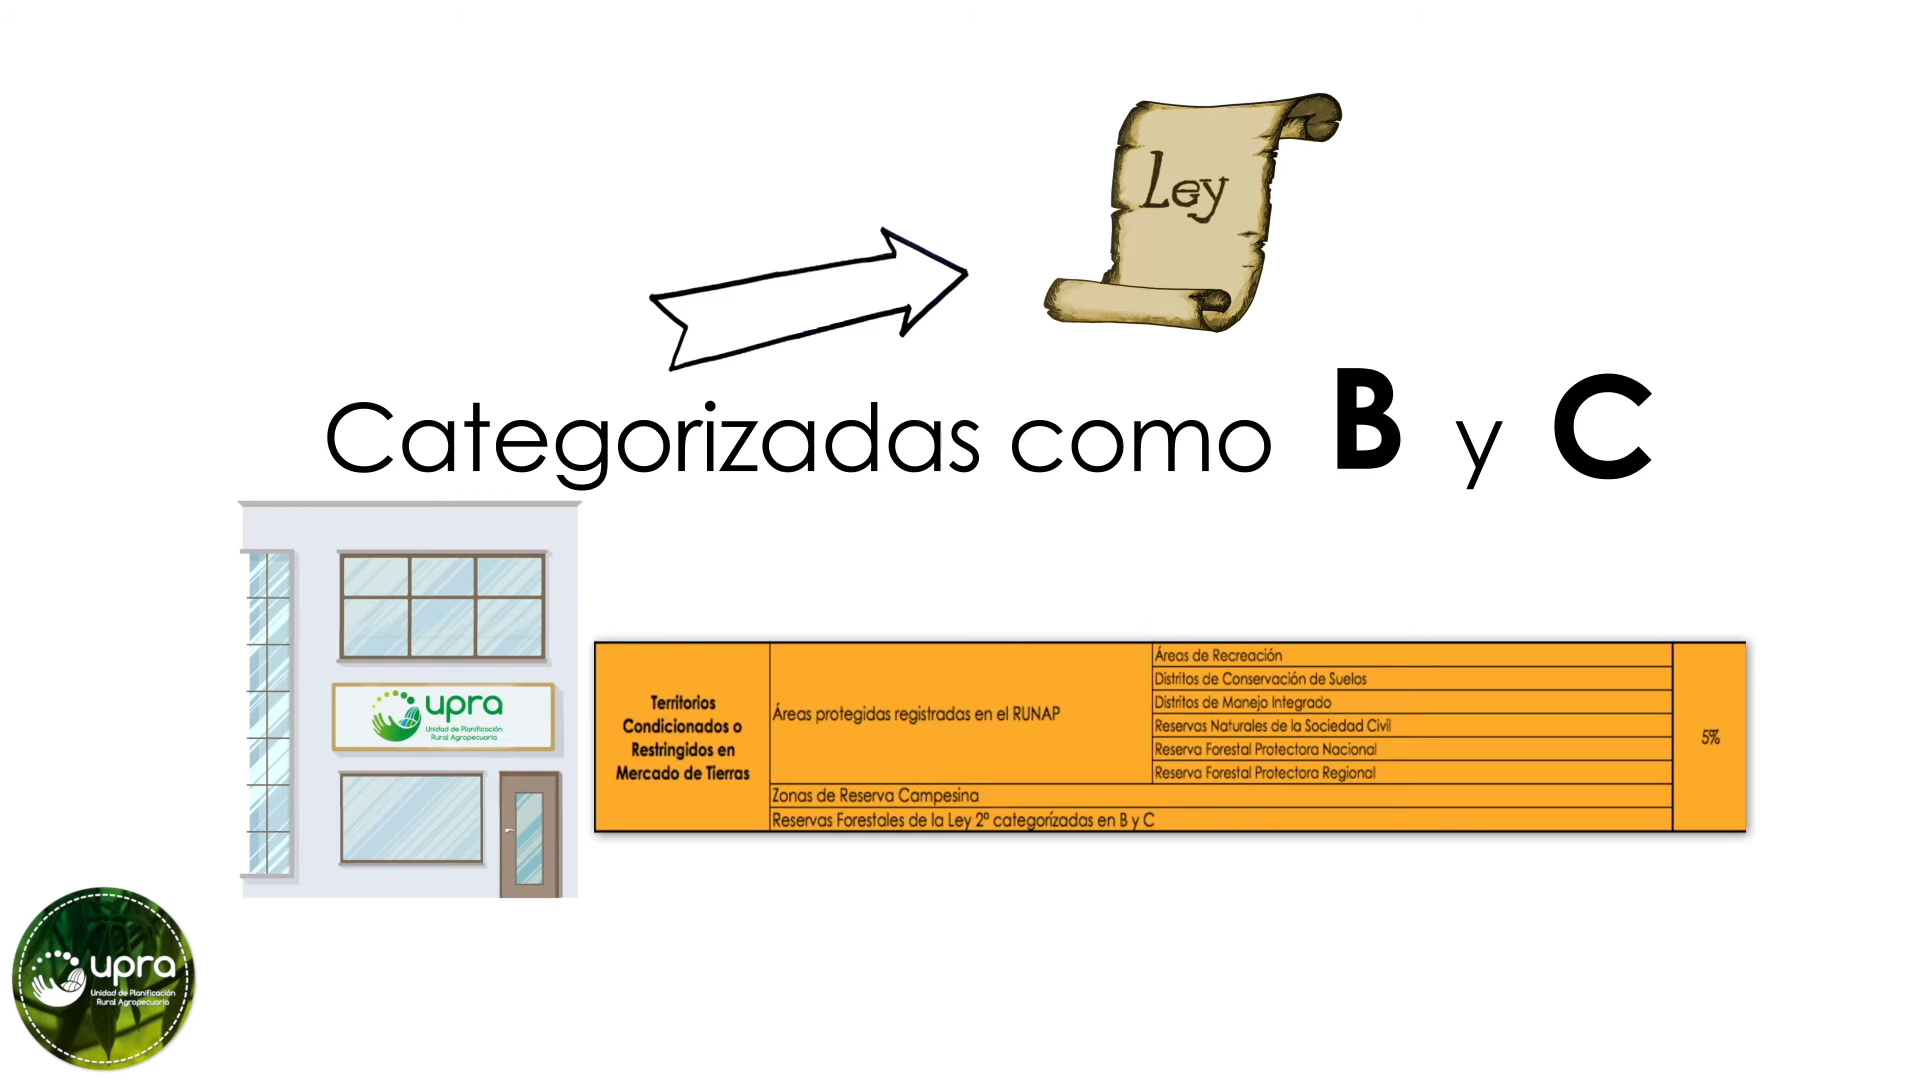 Ley
Categorizadas como B y C
upra
Unidad de Planificación
Rural Agropecuaria
Territorios
Condicionados o
Restringidos en
Mercado de Tierras
Áreas protegidas registradas en el RUNAP
Áreas de Recreación
Distritos de Conservación de Suelos
Distritos de Manejo Integrado
Reservas Naturales de la Sociedad Civil
Reserva Forestal Protectora Nacional
Reserva Forestal Protectora Regional
Zonas de Reserva Campesina
Reservas Forestales de la Ley 2º categorízadas en B y C
5%
upra
Unidad de Planificación
Rural Agropecuaria